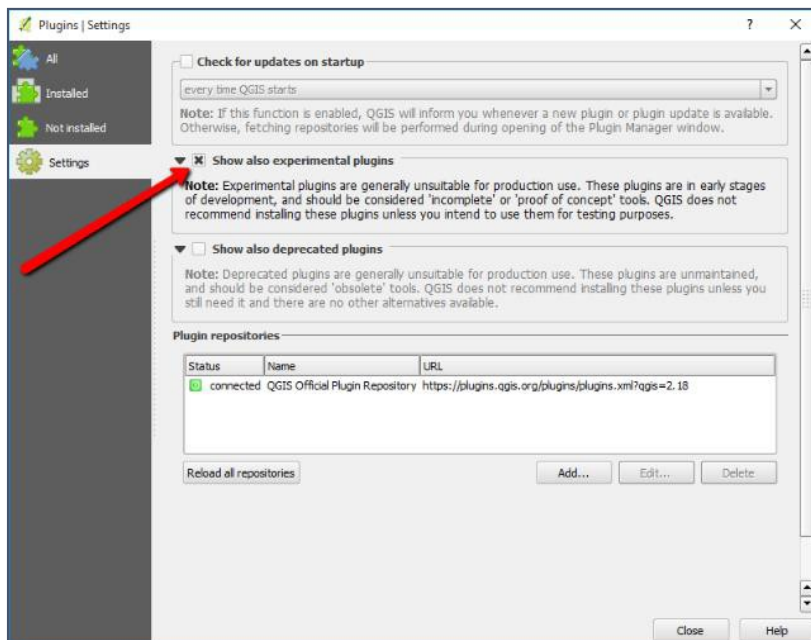 Plugins | Settings
All
Installed
Not installed
Settings
Check for updates on startup
every time QGIS starts
Note: If this function is enabled, QGIS will inform you whenever a new plugin or plugin update is available.
Otherwise, fetching repositories will be performed during opening of the Plugin Manager window.
Show also experimental plugins
Note: Experimental plugins are generally unsuitable for production use. These plugins are in early stages
of development, and should be considered 'incomplete' or 'proof of concept' tools. QGIS does not
recommend installing these plugins unless you intend to use them for testing purposes.
Show also deprecated plugins
Note: Deprecated plugins are generally unsuitable for production use. These plugins are unmaintained,
and should be considered 'obsolete' tools. QGIS does not recommend installing these plugins unless you
still need it and there are no other alternatives available.
Plugin repositories
Status Name URL
connected QGIS Official Plugin Repository https://plugins.qgis.org/plugins/plugins.xml?qgis=2.18
Reload all repositories Add... Edit... Delete
Close Help